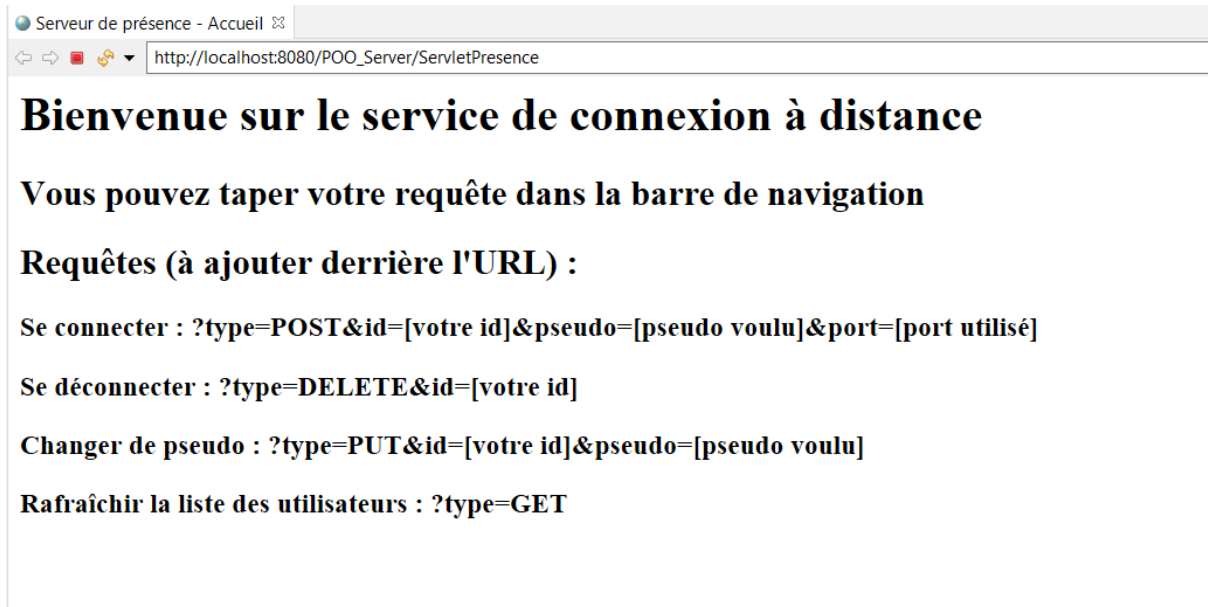 Serveur de présence - Accueil
http://localhost:8080/POO_Server/ServletPresence
Bienvenue sur le service de connexion à distance
Vous pouvez taper votre requête dans la barre de navigation
Requêtes (à ajouter derrière l'URL) :
Se connecter : ?type=POST&id=[votre id]&pseudo=[pseudo voulu]&port=[port utilisé]
Se déconnecter : ?type=DELETE&id=[votre id]
Changer de pseudo : ?type=PUT&id=[votre id]&pseudo=[pseudo voulu]
Rafraîchir la liste des utilisateurs : ?type=GET